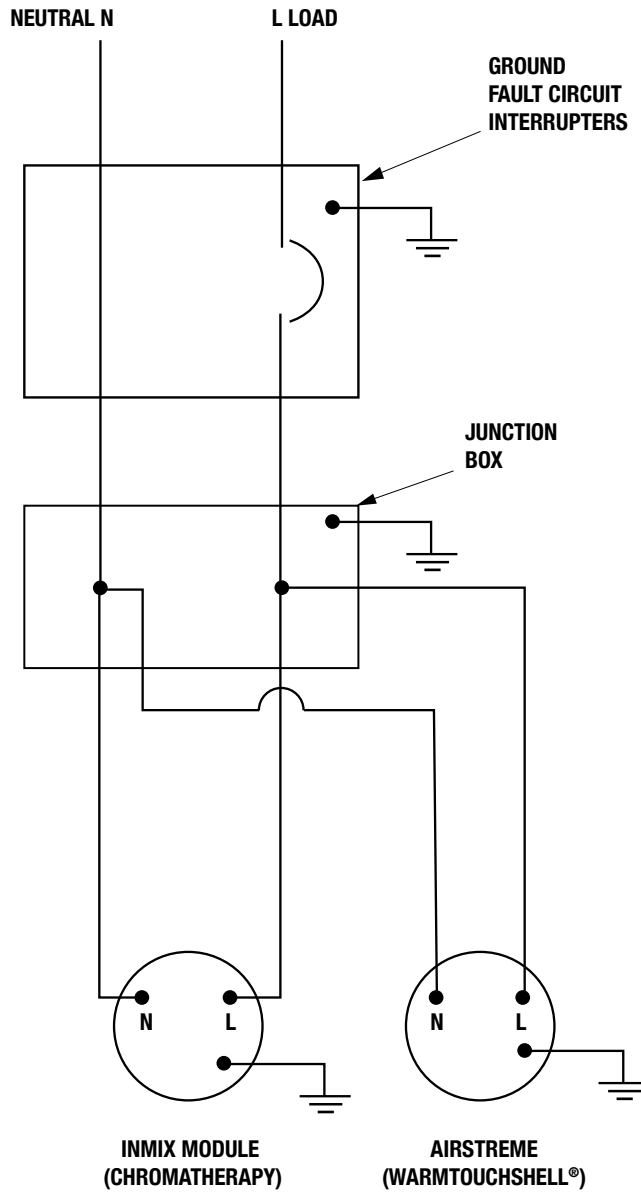 NEUTRAL N
L LOAD
GROUND
FAULT CIRCUIT
INTERRUPTERS
JUNCTION
BOX
N
L
N
L
INMIX MODULE
(CHROMATHERAPY)
AIRSTREME
(WARMTOUCHSHELL®)